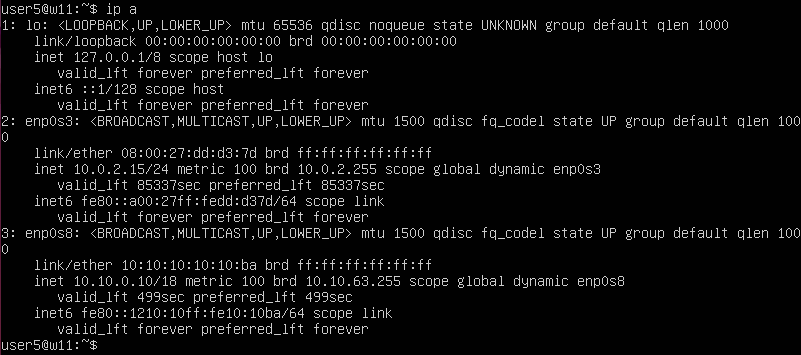 user5@w11:~$ ip a
1: lo: <LOOPBACK,UP,LOWER_UP> mtu 65536 qdisc noqueue state UNKNOWN group default qlen 1000
    link/loopback 00:00:00:00:00:00 brd 00:00:00:00:00:00
    inet 127.0.0.1/8 scope host lo
       valid_lft forever preferred_lft forever
    inet6 ::1/128 scope host
       valid_lft forever preferred_lft forever
2: enp0s3: <BROADCAST,MULTICAST,UP,LOWER_UP> mtu 1500 qdisc fq_codel state UP group default qlen 100
0
    link/ether 08:00:27:dd:d3:7d brd ff:ff:ff:ff:ff:ff
    inet 10.0.2.15/24 metric 100 brd 10.0.2.255 scope global dynamic enp0s3
       valid_lft 85337sec preferred_lft 85337sec
    inet6 fe80::a00:27ff:fedd:d37d/64 scope link
       valid_lft forever preferred_lft forever
3: enp0s8: <BROADCAST,MULTICAST,UP,LOWER_UP> mtu 1500 qdisc fq_codel state UP group default qlen 100
0
    link/ether 10:10:10:10:10:ba brd ff:ff:ff:ff:ff:ff
    inet 10.10.0.10/18 metric 100 brd 10.10.63.255 scope global dynamic enp0s8
       valid_lft 499sec preferred_lft 499sec
    inet6 fe80::1210:10ff:fe10:10ba/64 scope link
       valid_lft forever preferred_lft forever
user5@w11:~$